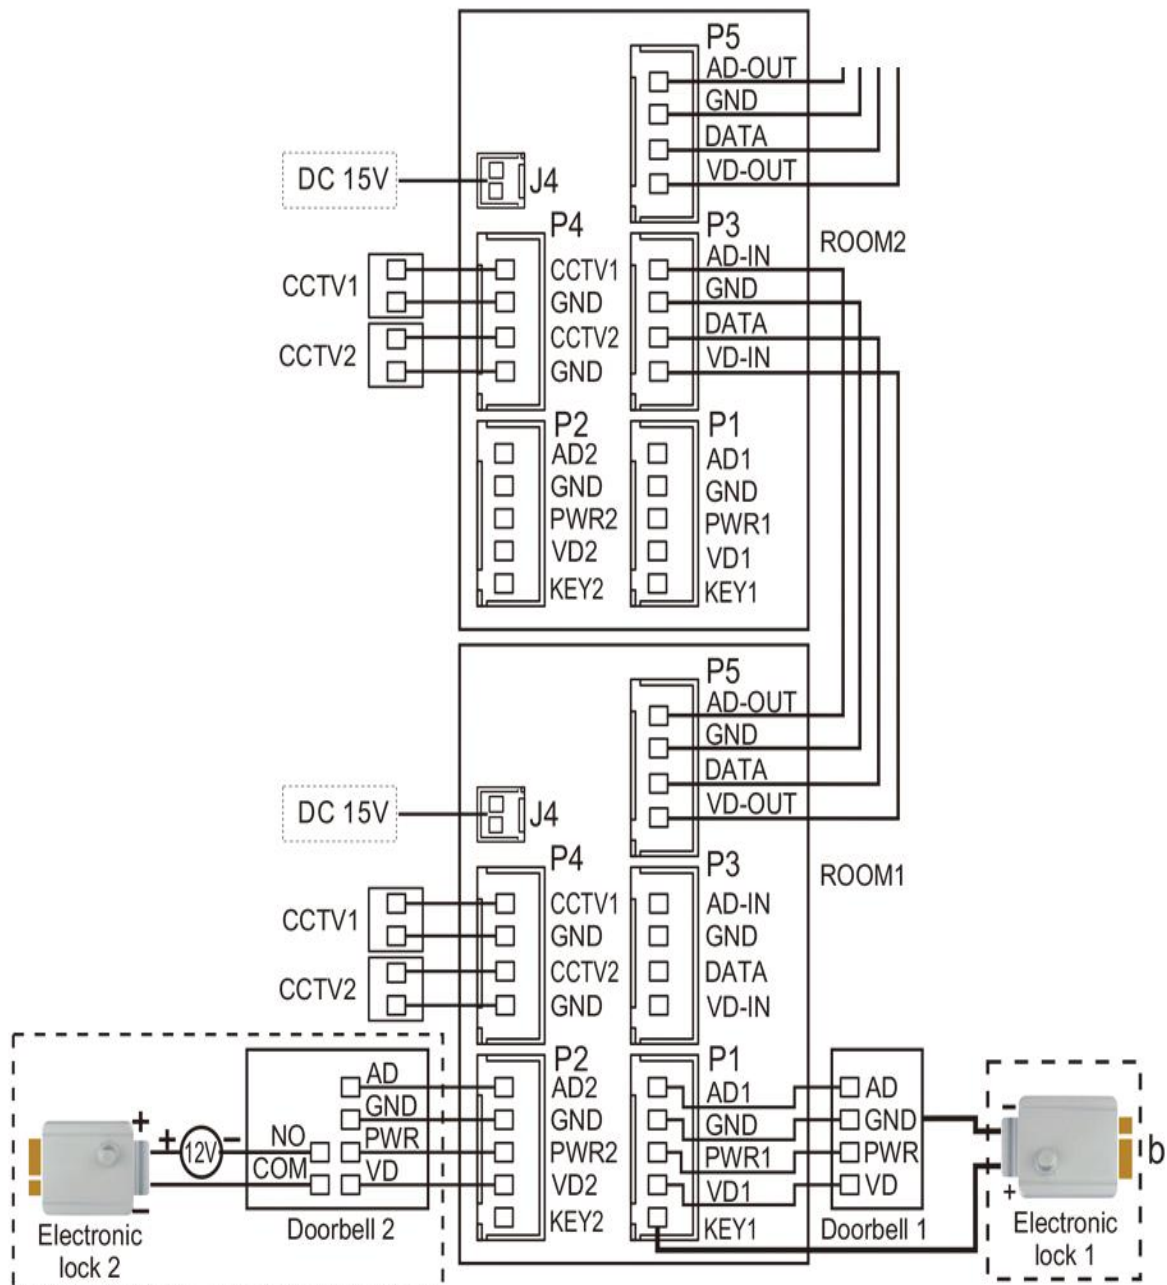 P5
AD-OUT
GND
DATA
VD-OUT
DC 15V
J4
P4
P3
ROOM2
CCTV1
CCTV1
AD-IN
GND
GND
CCTV2
CCTV2
DATA
GND
VD-IN
P2
P1
AD2
AD1
GND
GND
PWR2
PWR1
VD2
VD1
KEY2
KEY1
P5
AD-OUT
GND
DATA
VD-OUT
DC 15V
J4
P4
P3
ROOM1
CCTV1
CCTV1
AD-IN
GND
GND
CCTV2
CCTV2
DATA
GND
VD-IN
P2
P1
AD
AD2
AD1
AD
GND
GND
GND
GND
+
+
12V
-
NO
PWR
PWR2
PWR1
PWR
COM
VD
VD2
VD1
VD
-
KEY2
KEY1
-
+
b
Electronic
lock 2
Doorbell 2
Doorbell 1
Electronic
lock 1